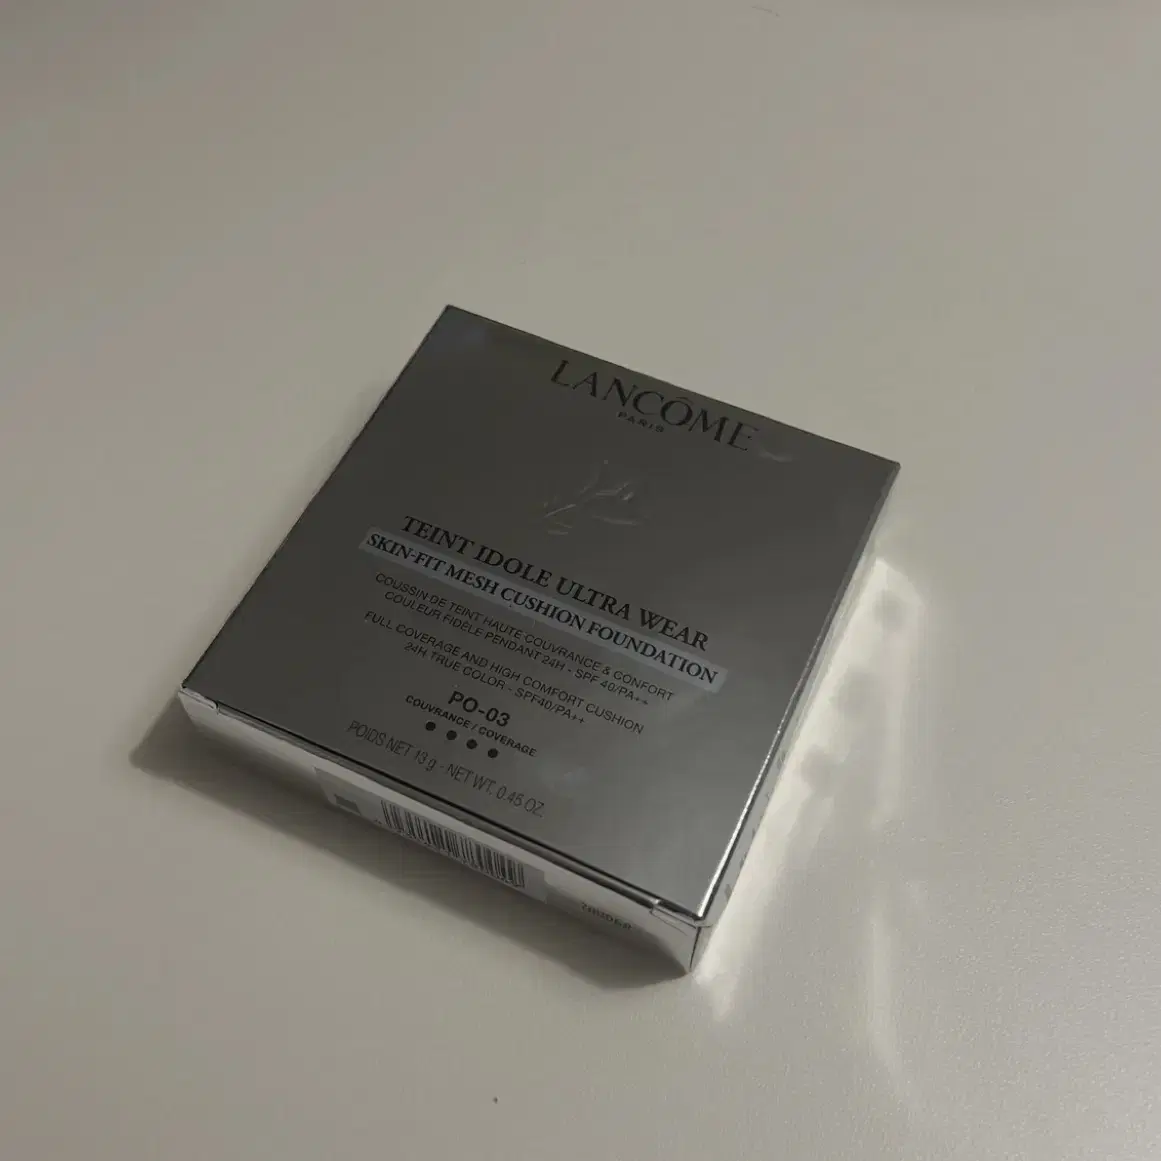 LANCÔME
PARIS
TEINT IDOLE ULTRA WEAR
SKIN-FIT MESH CUSHION FOUNDATION
COUSSIN DE TEINT HAUTE COUVRANCE & CONFORT
COULEUR FIDÈLE PENDANT 24H - SPF 40/PA++
FULL COVERAGE AND HIGH COMFORT CUSHION
24H TRUE COLOR - SPF40/PA++
PO-03
COUVRANCE / COVERAGE
POIDS NET 13 g - NET WT. 0.45 OZ.